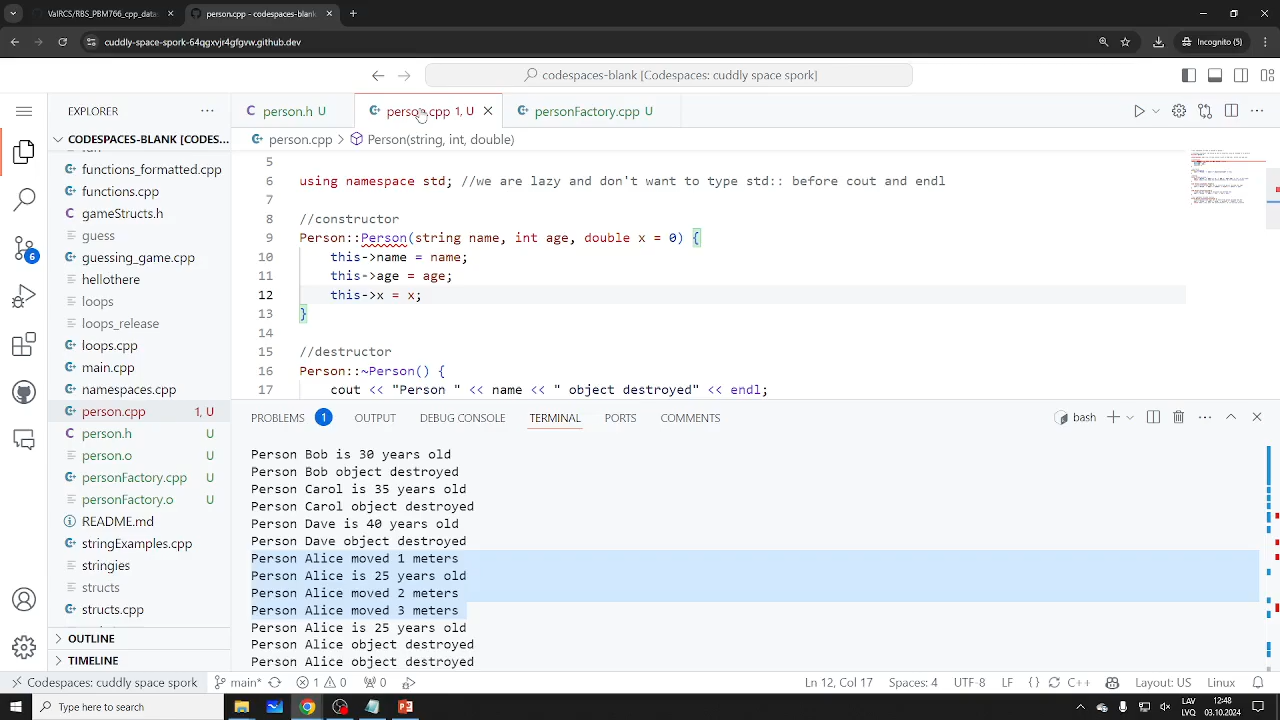 VaIRCS/RBS_PBM766_cpp_data
person.cpp - codespaces-blank
cuddly-space-spork-64qgxvjr4gfgvw.github.dev
Incognito (5)
codespaces-blank [Codespaces: cuddly space spork]
EXPLORER
CODESPACES-BLANK [CODES...
functions_formatted.cpp
functions.cpp
gameStructs.h
guess
guessing_game.cpp
hellothere
loops
loops_release
loops.cpp
main.cpp
namespaces.cpp
person.cpp 1, U
person.h U
person.o U
personFactory.cpp U
personFactory.o U
README.md
stringExamples.cpp
stringies
structs
structs.cpp
OUTLINE
TIMELINE
6
person.h U
person.cpp 1, U
personFactory.cpp U
person.cpp > Person(string, int, double)
5
6 using namespace std; //we are lazy and don't want to type std:: before cout and endl
7
8 //constructor
9 Person::Person(string name, int age, double x = 0) {
10 this->name = name;
11 this->age = age;
12 this->x = x;
13 }
14
15 //destructor
16 Person::~Person() {
17 cout << "Person " << name << " object destroyed" << endl;
PROBLEMS 1 OUTPUT DEBUG CONSOLE TERMINAL PORTS COMMENTS
bash
Person Bob is 30 years old
Person Bob object destroyed
Person Carol is 35 years old
Person Carol object destroyed
Person Dave is 40 years old
Person Dave object destroyed
Person Alice moved 1 meters
Person Alice is 25 years old
Person Alice moved 2 meters
Person Alice moved 3 meters
Person Alice is 25 years old
Person Alice object destroyed
Person Alice object destroyed
Codespaces: cuddly space spork main* 1 0 0 Ln 12, Col 17 Spaces: 4 UTF-8 LF {} C++ Layout: US Linux
Type here to search
LVO
12:48
03.10.2024